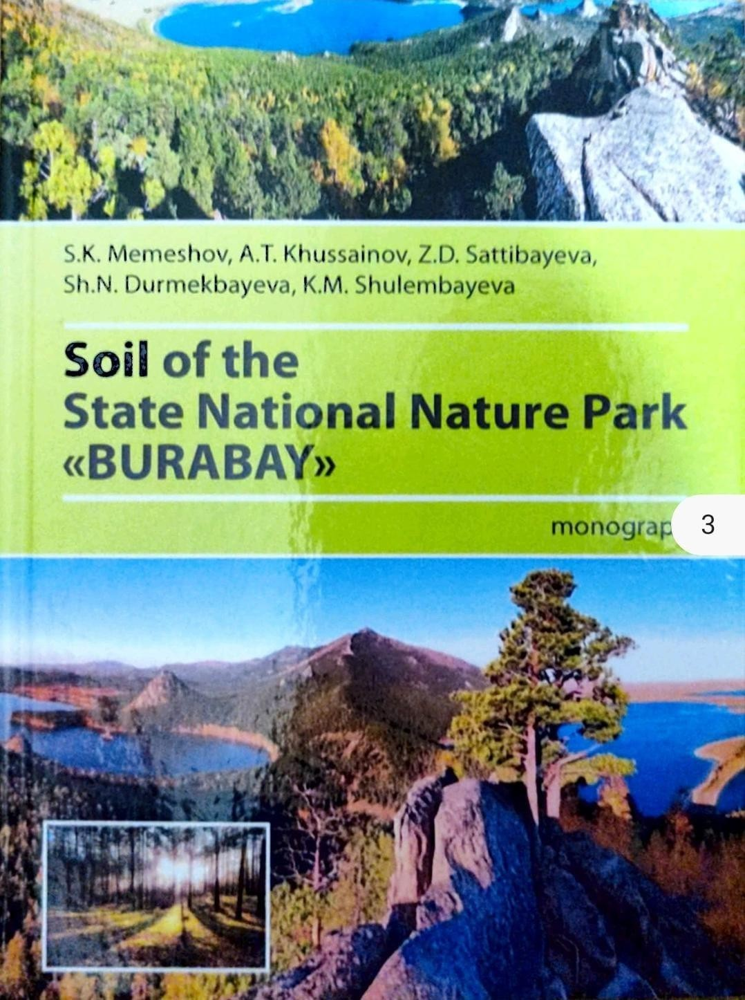 S.K. Memeshov, A.T. Khussainov, Z.D. Sattibayeva,
Sh.N. Durmekbayeva, K.M. Shulembayeva
Soil of the
State National Nature Park
«BURABAY»
monograp
3